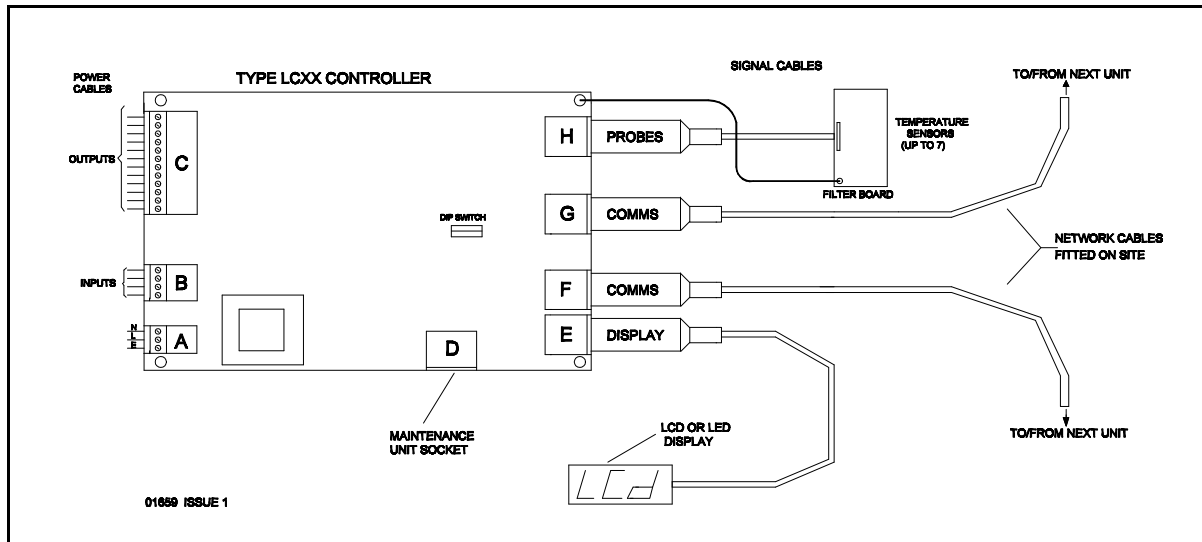 POWER
CABLES
TYPE LCXX CONTROLLER
SIGNAL CABLES
TO/FROM NEXT UNIT
OUTPUTS
C
H
PROBES
TEMPERATURE
SENSORS
(UP TO 7)
FILTER BOARD
DIP SWITCH
G
COMMS
NETWORK CABLES
FITTED ON SITE
INPUTS
B
F
COMMS
N
L
E
A
D
E
DISPLAY
MAINTENANCE
UNIT SOCKET
LCD OR LED
DISPLAY
TO/FROM NEXT UNIT
LCd
01659 ISSUE 1